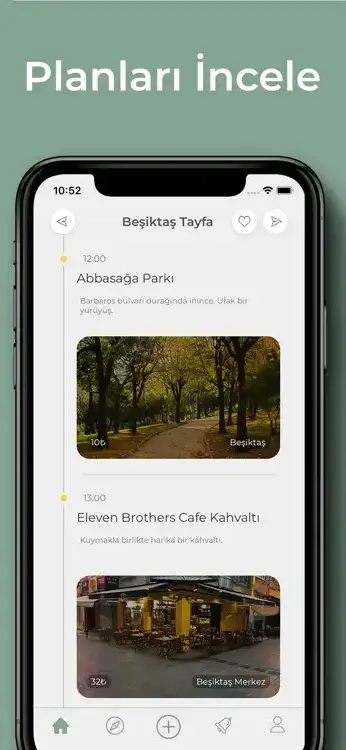 Planları İncele
10:52
Beşiktaş Tayfa
12:00
Abbasağa Parkı
Barbaros bulvarı durağında inince. Ufak bir
yürüyüş.
10₺
Beşiktaş
13:00
Eleven Brothers Cafe Kahvaltı
Kuymakla birlikte harika bir kahvaltı.
32₺
Beşiktaş Merkez